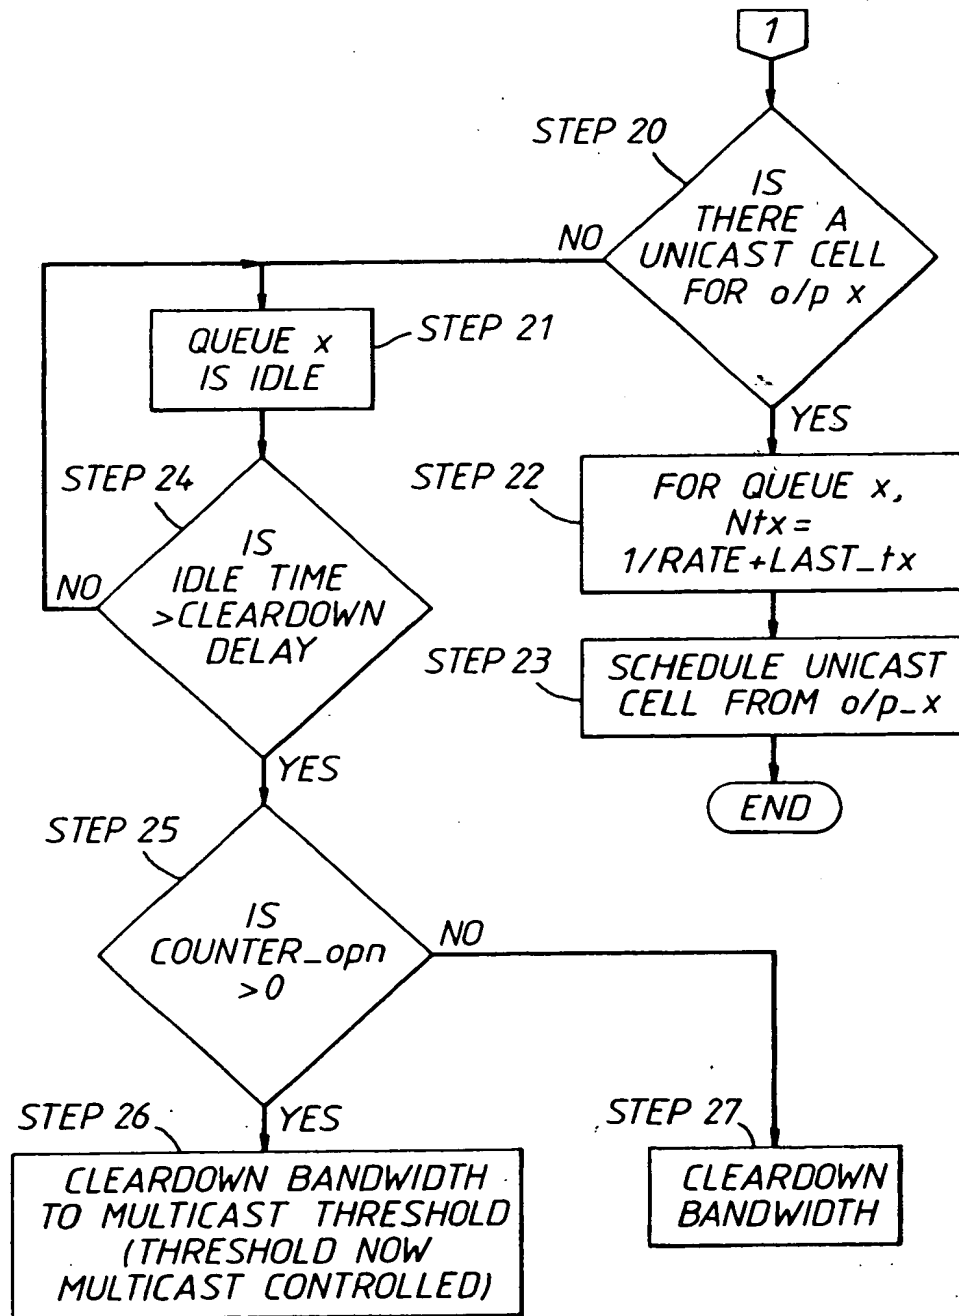 1
STEP 20
IS
THERE A
UNICAST CELL
FOR o/p x
NO
YES
QUEUE x
IS IDLE
STEP 21
STEP 24
IS
IDLE TIME
>CLEARDOWN
DELAY
NO
YES
STEP 22
FOR QUEUE x,
Ntx=
1/RATE+LAST_tx
STEP 23
SCHEDULE UNICAST
CELL FROM o/p_x
END
STEP 25
IS
COUNTER_opn
>0
NO
YES
STEP 26
CLEARDOWN BANDWIDTH
TO MULTICAST THRESHOLD
(THRESHOLD NOW
MULTICAST CONTROLLED)
STEP 27
CLEARDOWN
BANDWIDTH